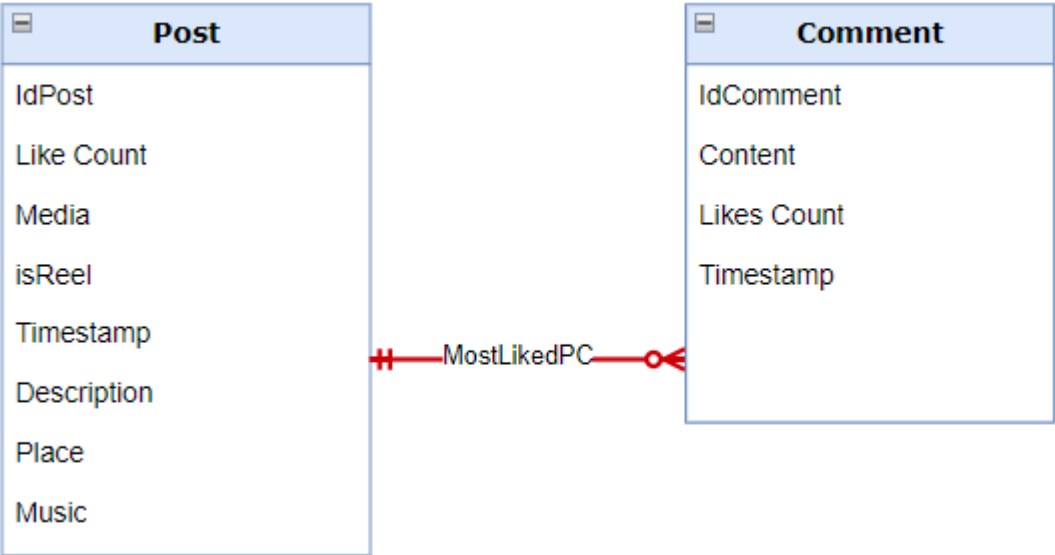 Post
IdPost
Like Count
Media
isReel
Timestamp
Description
Place
Music
MostLikedPC
Comment
IdComment
Content
Likes Count
Timestamp